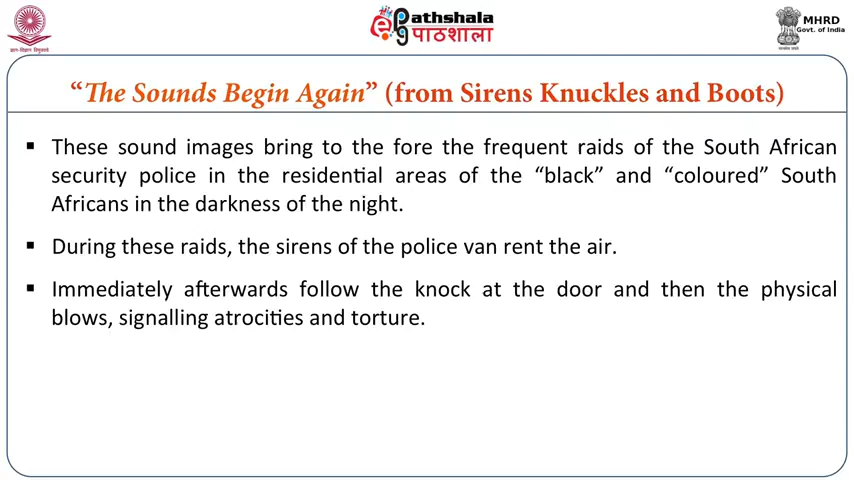 ज्ञान-विज्ञान विमुक्तये
ePgathshala
पाठशाला
MHRD
Govt. of India
“The Sounds Begin Again” (from Sirens Knuckles and Boots)
▪ These sound images bring to the fore the frequent raids of the South African
security police in the residential areas of the “black” and “coloured” South
Africans in the darkness of the night.
▪ During these raids, the sirens of the police van rent the air.
▪ Immediately afterwards follow the knock at the door and then the physical
blows, signalling atrocities and torture.